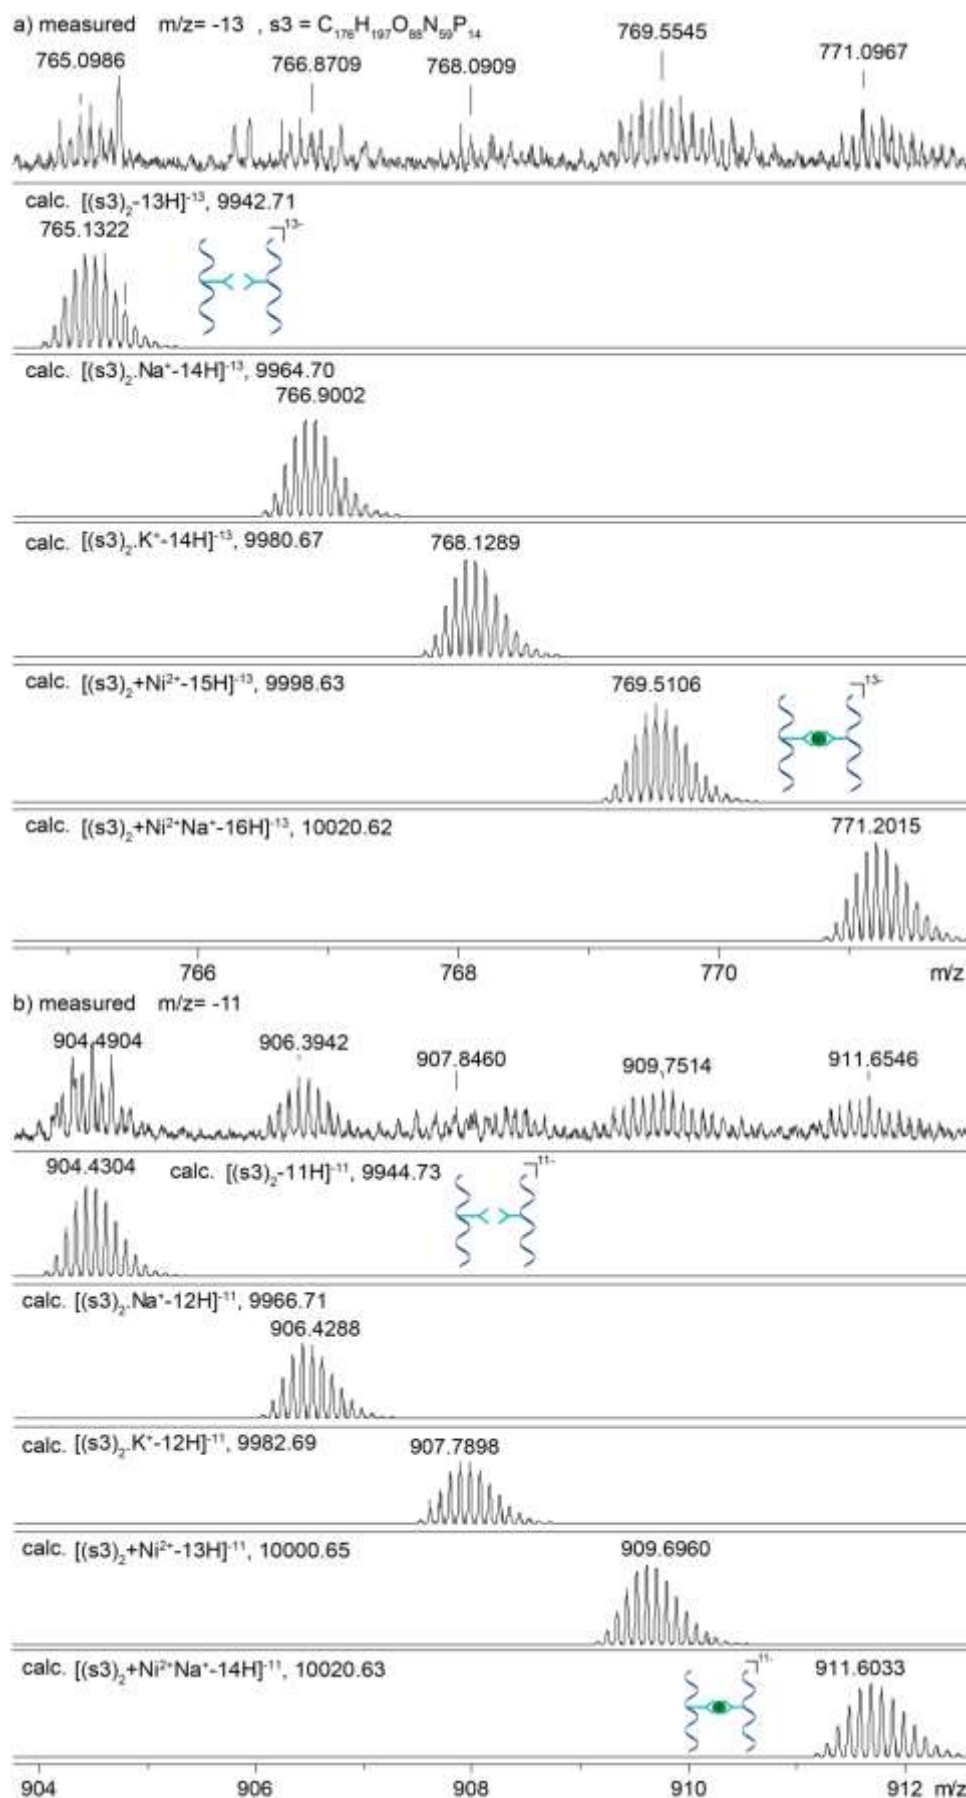 a) measured m/z= -13 , s3 = C₁₇₆H₁₉₇O₈₈N₅₉P₁₄
765.0986 766.8709 768.0909 769.5545 771.0967
calc. [(s3)₂-13H]⁻¹³, 9942.71
765.1322
13-
calc. [(s3)₂.Na⁺-14H]⁻¹³, 9964.70
766.9002
calc. [(s3)₂.K⁺-14H]⁻¹³, 9980.67
768.1289
calc. [(s3)₂+Ni²⁺-15H]⁻¹³, 9998.63
769.5106
13-
calc. [(s3)₂+Ni²⁺Na⁺-16H]⁻¹³, 10020.62
771.2015
766 768 770 m/z
b) measured m/z= -11
904.4904 906.3942 907.8460 909.7514 911.6546
904.4304 calc. [(s3)₂-11H]⁻¹¹, 9944.73
11-
calc. [(s3)₂.Na⁺-12H]⁻¹¹, 9966.71
906.4288
calc. [(s3)₂.K⁺-12H]⁻¹¹, 9982.69
907.7898
calc. [(s3)₂+Ni²⁺-13H]⁻¹¹, 10000.65
909.6960
calc. [(s3)₂+Ni²⁺Na⁺-14H]⁻¹¹, 10020.63
11-
911.6033
904 906 908 910 912 m/z